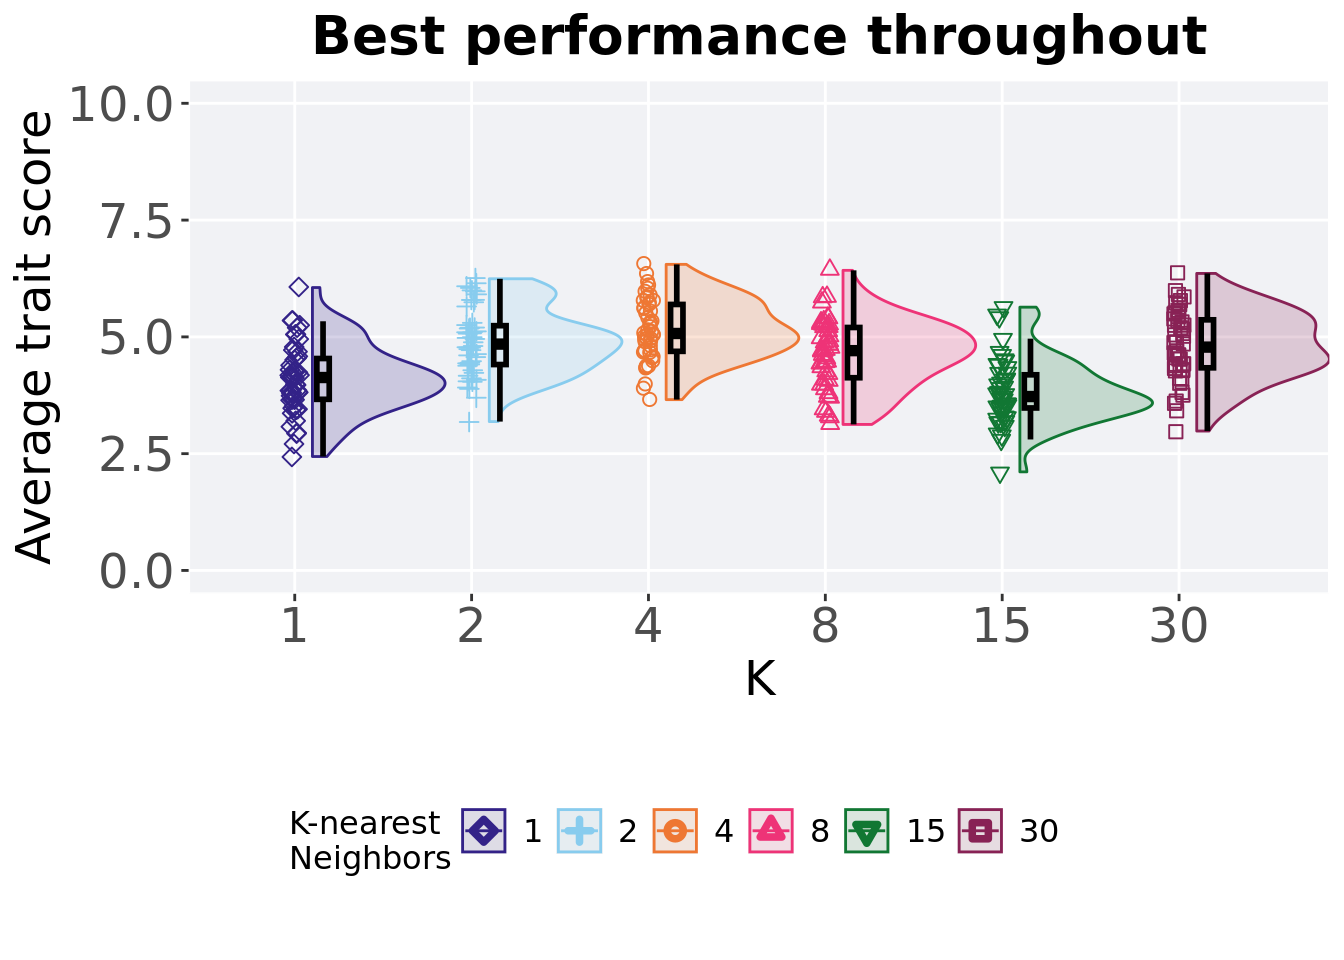 Best performance throughout
Average trait score
10.0
7.5
5.0
2.5
0.0
1 2 4 8 15 30
K
K-nearest
Neighbors
1 2 4 8 15 30